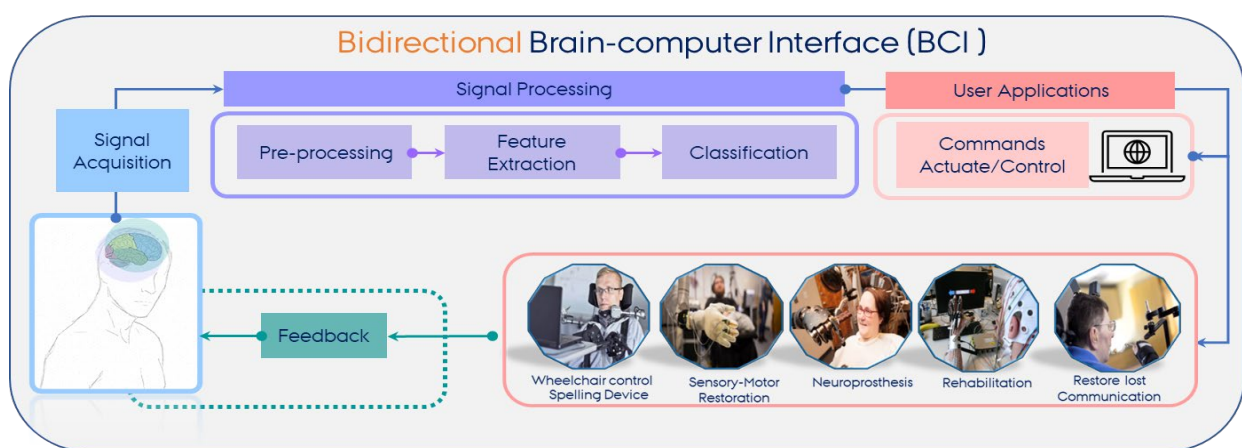 Bidirectional Brain-computer Interface (BCI )
Signal Processing
User Applications
Signal
Acquisition
Pre-processing
Feature
Extraction
Classification
Commands
Actuate/Control
Feedback
Wheelchair control
Spelling Device
Sensory-Motor
Restoration
Neuroprosthesis
Rehabilitation
Restore lost
Communication